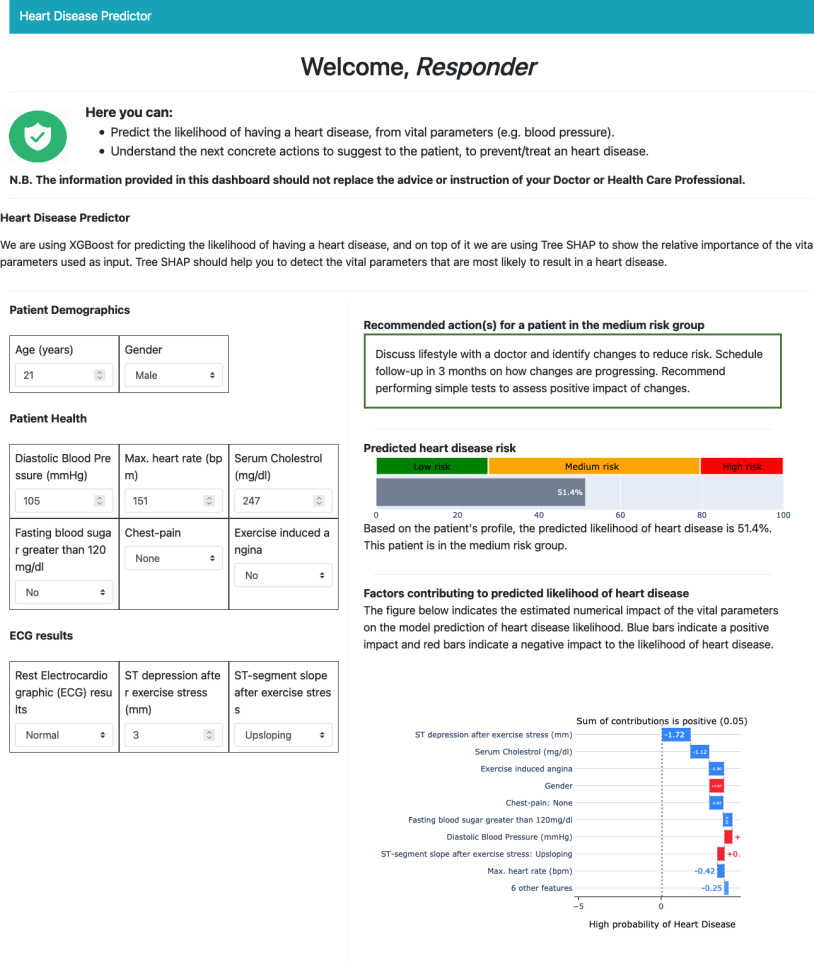 Heart Disease Predictor
Welcome, Responder
Here you can:
• Predict the likelihood of having a heart disease, from vital parameters (e.g. blood pressure).
• Understand the next concrete actions to suggest to the patient, to prevent/treat an heart disease.
N.B. The information provided in this dashboard should not replace the advice or instruction of your Doctor or Health Care Professional.
Heart Disease Predictor
We are using XGBoost for predicting the likelihood of having a heart disease, and on top of it we are using Tree SHAP to show the relative importance of the vita
parameters used as input. Tree SHAP should help you to detect the vital parameters that are most likely to result in a heart disease.
Patient Demographics
Age (years)
21
Gender
Male
Patient Health
Diastolic Blood Pre
ssure (mmHg)
105
Max. heart rate (bp
m)
151
Serum Cholestrol
(mg/dl)
247
Fasting blood suga
r greater than 120
mg/dl
No
Chest-pain
None
Exercise induced a
ngina
No
ECG results
Rest Electrocardio
graphic (ECG) resu
lts
Normal
ST depression afte
r exercise stress
(mm)
3
ST-segment slope
after exercise stres
s
Upsloping
Recommended action(s) for a patient in the medium risk group
Discuss lifestyle with a doctor and identify changes to reduce risk. Schedule
follow-up in 3 months on how changes are progressing. Recommend
performing simple tests to assess positive impact of changes.
Predicted heart disease risk
Low risk Medium risk High risk
51.4%
0 20 40 60 80 100
Based on the patient's profile, the predicted likelihood of heart disease is 51.4%.
This patient is in the medium risk group.
Factors contributing to predicted likelihood of heart disease
The figure below indicates the estimated numerical impact of the vital parameters
on the model prediction of heart disease likelihood. Blue bars indicate a positive
impact and red bars indicate a negative impact to the likelihood of heart disease.
Sum of contributions is positive (0.05)
ST depression after exercise stress (mm) -1.72
Serum Cholestrol (mg/dl) -1.12
Exercise induced angina
Gender
Chest-pain: None
Fasting blood sugar greater than 120mg/dl
Diastolic Blood Pressure (mmHg) +
ST-segment slope after exercise stress: Upsloping +0.
Max. heart rate (bpm) -0.42
6 other features -0.25
−5 0
High probability of Heart Disease